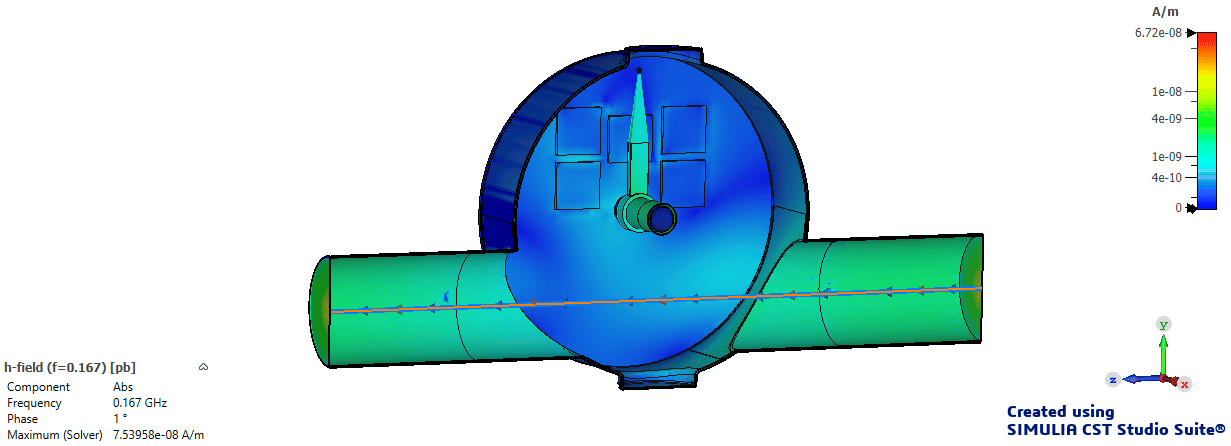 A/m
6.72e-08
1e-08
4e-09
1e-09
4e-10
0
y
z
x
h-field (f=0.167) [pb]
Component Abs
Frequency 0.167 GHz
Phase 1 °
Maximum (Solver) 7.53958e-08 A/m
Created using
SIMULIA CST Studio Suite®